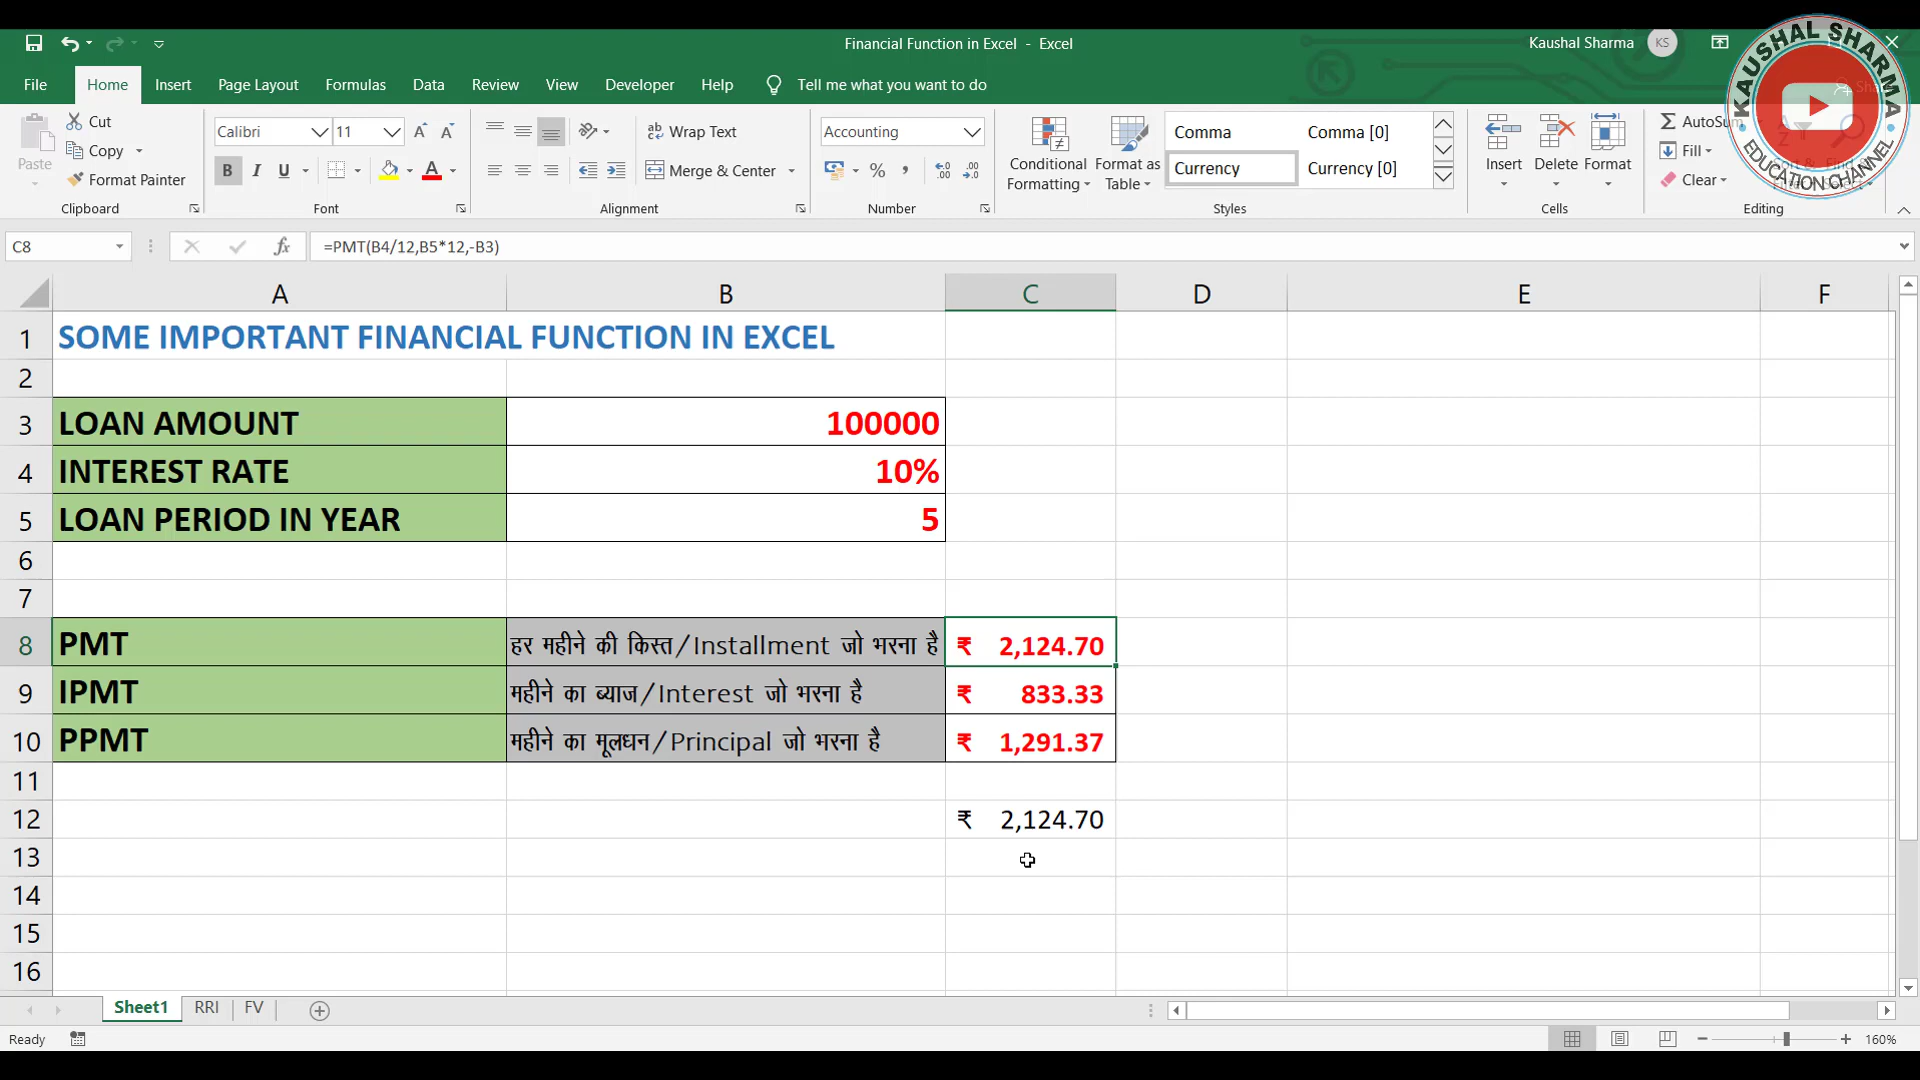 Financial Function in Excel - Excel
Kaushal Sharma KS
File Home Insert Page Layout Formulas Data Review View Developer Help Tell me what you want to do
KAUSHAL SHARMA EDUCATION CHANNEL
Paste
Cut
Copy
Format Painter
Clipboard
Calibri 11
B I U A
Font
Wrap Text
Merge & Center
Alignment
Accounting
%
Number
Conditional Formatting
Format as Table
Comma Comma [0]
Currency Currency [0]
Styles
Insert Delete Format
Cells
AutoSum
Fill
Clear
Editing
C8 fx =PMT(B4/12,B5*12,-B3)
A B C D E F
1 SOME IMPORTANT FINANCIAL FUNCTION IN EXCEL
2
3 LOAN AMOUNT 100000
4 INTEREST RATE 10%
5 LOAN PERIOD IN YEAR 5
6
7
8 PMT हर महीने की किस्त/Installment जो भरना है ₹ 2,124.70
9 IPMT महीने का ब्याज/Interest जो भरना है ₹ 833.33
10 PPMT महीने का मूलधन/Principal जो भरना है ₹ 1,291.37
11
12 ₹ 2,124.70
13
14
15
16
Sheet1 RRI FV
Ready 160%